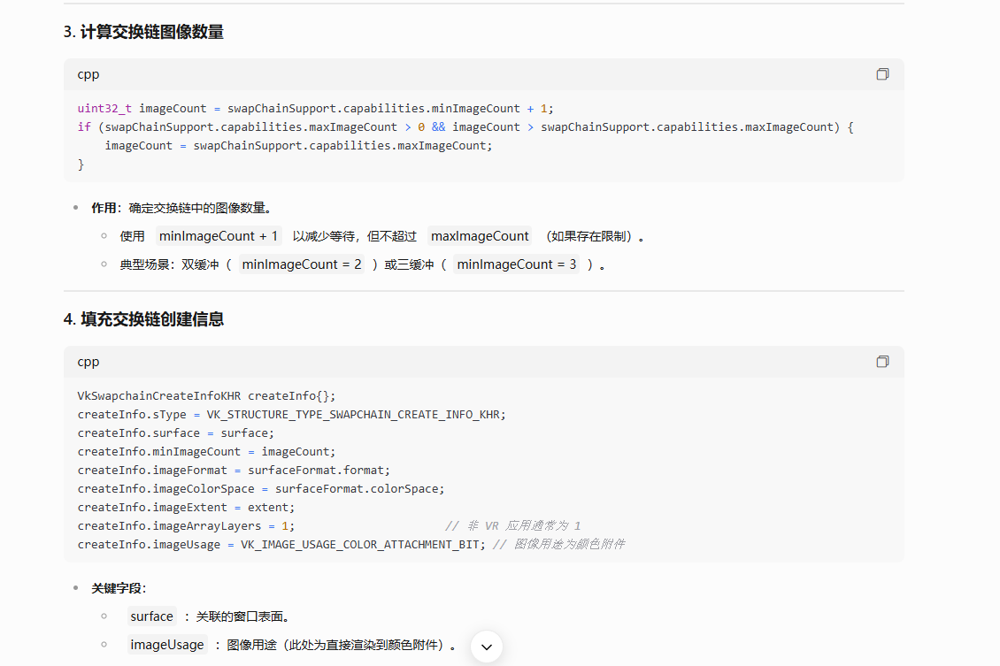 3. 计算交换链图像数量
cpp
uint32_t imageCount = swapChainSupport.capabilities.minImageCount + 1;
if (swapChainSupport.capabilities.maxImageCount > 0 && imageCount > swapChainSupport.capabilities.maxImageCount) {
    imageCount = swapChainSupport.capabilities.maxImageCount;
}
作用：确定交换链中的图像数量。
使用 minImageCount + 1 以减少等待，但不超过 maxImageCount （如果存在限制）。
典型场景：双缓冲（ minImageCount = 2 ）或三缓冲（ minImageCount = 3 ）。
4. 填充交换链创建信息
cpp
VkSwapchainCreateInfoKHR createInfo{};
createInfo.sType = VK_STRUCTURE_TYPE_SWAPCHAIN_CREATE_INFO_KHR;
createInfo.surface = surface;
createInfo.minImageCount = imageCount;
createInfo.imageFormat = surfaceFormat.format;
createInfo.imageColorSpace = surfaceFormat.colorSpace;
createInfo.imageExtent = extent;
createInfo.imageArrayLayers = 1;                      // 非 VR 应用通常为 1
createInfo.imageUsage = VK_IMAGE_USAGE_COLOR_ATTACHMENT_BIT; // 图像用途为颜色附件
关键字段：
surface ：关联的窗口表面。
imageUsage ：图像用途（此处为直接渲染到颜色附件）。